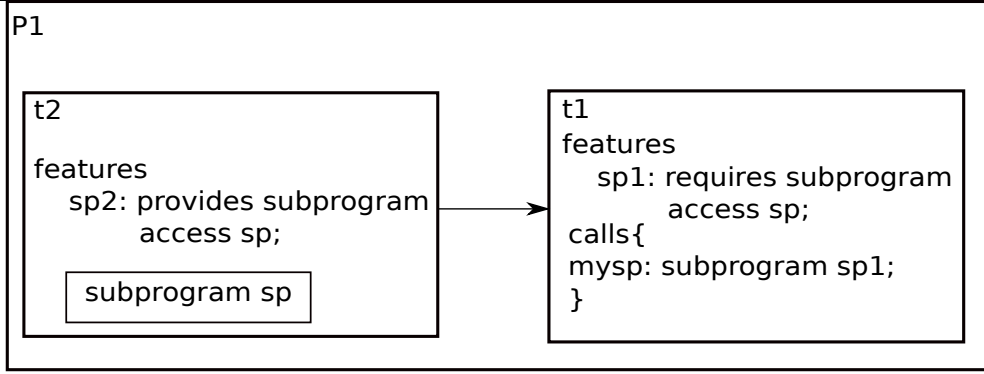 P1
t2
features
sp2: provides subprogram
access sp;
subprogram sp
t1
features
sp1: requires subprogram
access sp;
calls{
mysp: subprogram sp1;
}